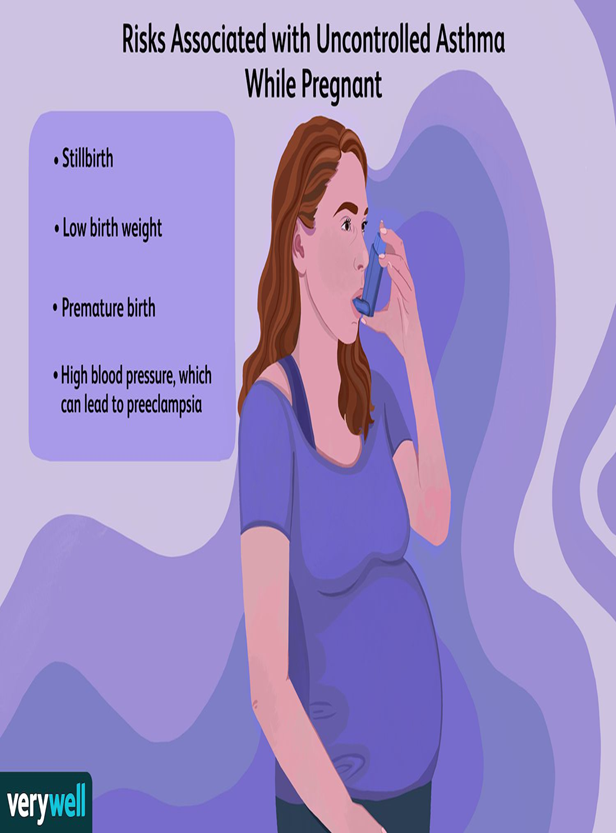 Risks Associated with Uncontrolled Asthma
While Pregnant
• Stillbirth
• Low birth weight
• Premature birth
• High blood pressure, which
can lead to preeclampsia
verywell